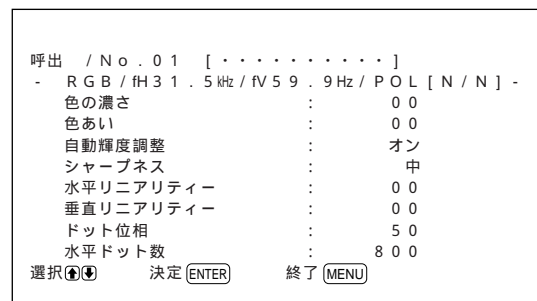 呼出 /No.01 [・・・・・・・・・・]
- RGB/fH31.5kHz/fV59.9Hz/POL[N/N]-
色の濃さ : 00
色あい : 00
自動輝度調整 : オン
シャープネス : 中
水平リニアリティー : 00
垂直リニアリティー : 00
ドット位相 : 50
水平ドット数 : 800
選択⬆⬇ 決定 ENTER 終了 MENU